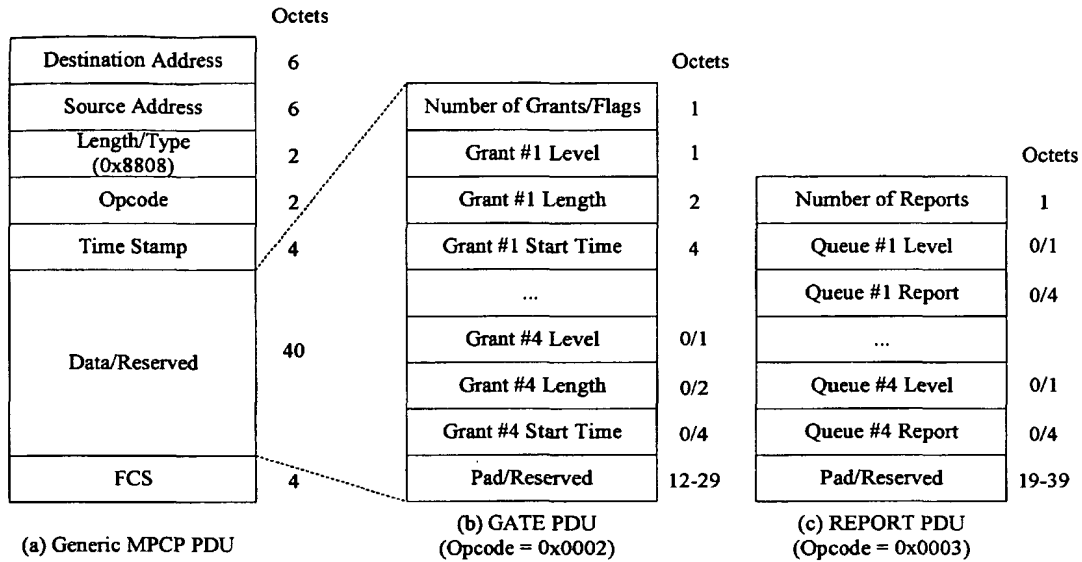 Octets
Destination Address 6
Source Address 6
Length/Type
(0x8808) 2
Opcode 2
Time Stamp 4
Data/Reserved 40
FCS 4
(a) Generic MPCP PDU
Octets
Number of Grants/Flags 1
Grant #1 Level 1
Grant #1 Length 2
Grant #1 Start Time 4
...
Grant #4 Level 0/1
Grant #4 Length 0/2
Grant #4 Start Time 0/4
Pad/Reserved 12-29
(b) GATE PDU
(Opcode = 0x0002)
Octets
Number of Reports 1
Queue #1 Level 0/1
Queue #1 Report 0/4
...
Queue #4 Level 0/1
Queue #4 Report 0/4
Pad/Reserved 19-39
(c) REPORT PDU
(Opcode = 0x0003)